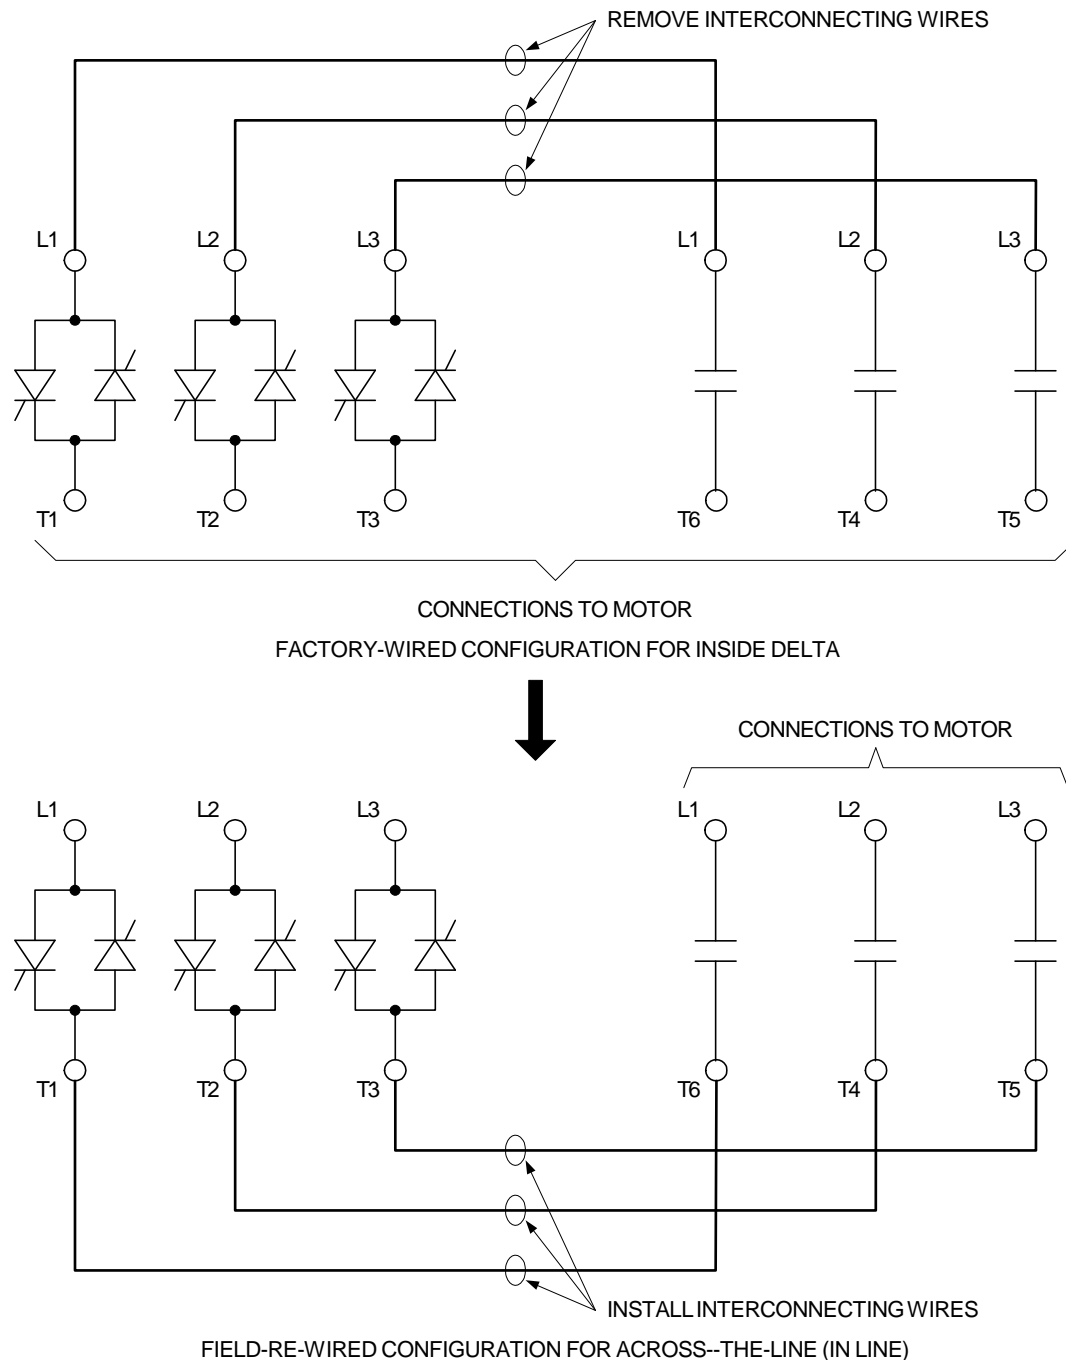 REMOVE INTERCONNECTING WIRES
L1 L2 L3 L1 L2 L3
T1 T2 T3 T6 T4 T5
CONNECTIONS TO MOTOR
FACTORY-WIRED CONFIGURATION FOR INSIDE DELTA
CONNECTIONS TO MOTOR
L1 L2 L3 L1 L2 L3
T1 T2 T3 T6 T4 T5
INSTALL INTERCONNECTING WIRES
FIELD-RE-WIRED CONFIGURATION FOR ACROSS--THE-LINE (IN LINE)